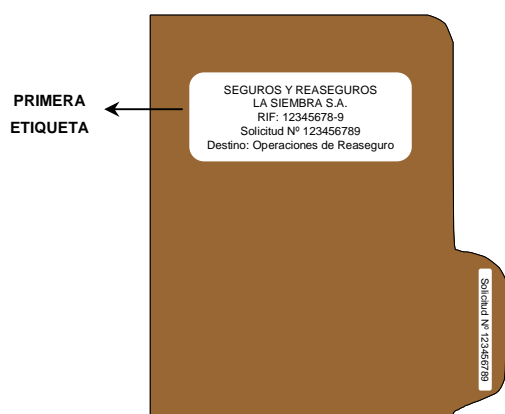 PRIMERA
ETIQUETA
SEGUROS Y REASEGUROS
LA SIEMBRA S.A.
RIF: 12345678-9
Solicitud Nº 123456789
Destino: Operaciones de Reaseguro
Solicitud Nº 123456789